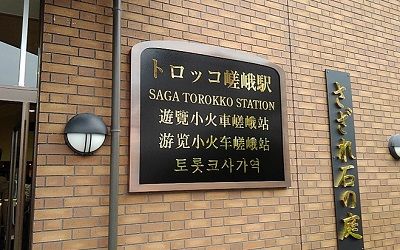 トロッコ嵯峨駅
SAGA TOROKKO STATION
遊覽小火車嵯峨站
游览小火车嵯峨站
토롯코사가역
さざれ石の庭